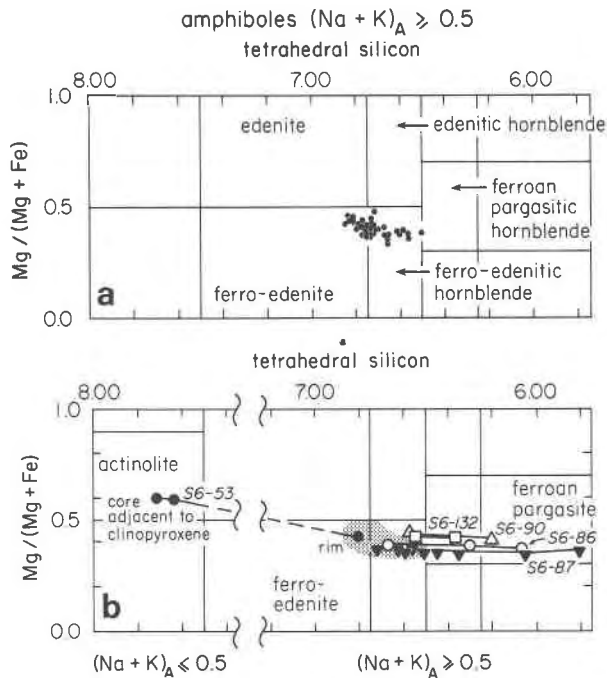 amphiboles (Na + K)A ⩾ 0.5
tetrahedral silicon
8.00 7.00 6.00
1.0
edenite
edenitic hornblende
ferroan
pargasitic
hornblende
0.5
Mg / (Mg + Fe)
ferro-edenite
ferro-edenitic
hornblende
0.0
a
tetrahedral silicon
8.00 7.00 6.00
1.0
actinolite
S6-53
core
adjacent to
clinopyroxene
ferroan
pargasite
S6-132
S6-90
S6-86
S6-87
rim
0.5
Mg / (Mg + Fe)
ferro-
edenite
0.0
b
(Na + K)A ⩽ 0.5
(Na + K)A ⩾ 0.5